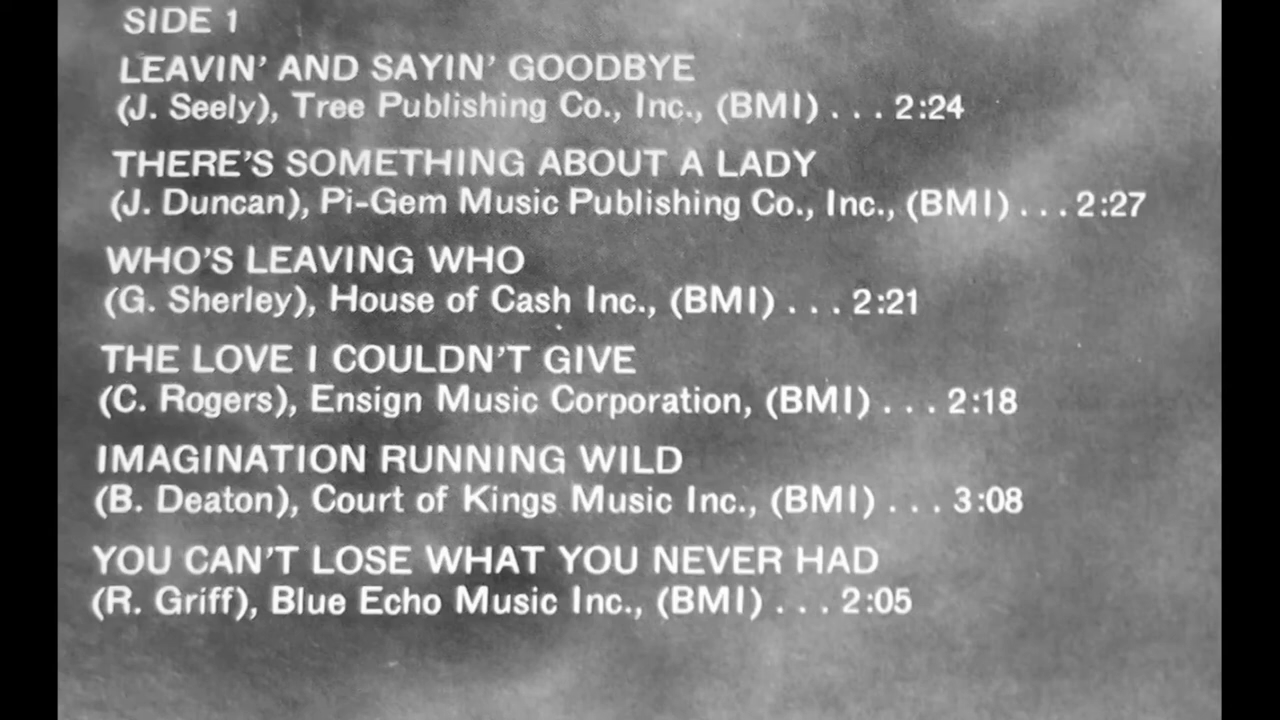 SIDE 1
LEAVIN' AND SAYIN' GOODBYE
(J. Seely), Tree Publishing Co., Inc., (BMI) . . . 2:24
THERE'S SOMETHING ABOUT A LADY
(J. Duncan), Pi-Gem Music Publishing Co., Inc., (BMI) . . . 2:27
WHO'S LEAVING WHO
(G. Sherley), House of Cash Inc., (BMI) . . . 2:21
THE LOVE I COULDN'T GIVE
(C. Rogers), Ensign Music Corporation, (BMI) . . . 2:18
IMAGINATION RUNNING WILD
(B. Deaton), Court of Kings Music Inc., (BMI) . . . 3:08
YOU CAN'T LOSE WHAT YOU NEVER HAD
(R. Griff), Blue Echo Music Inc., (BMI) . . . 2:05